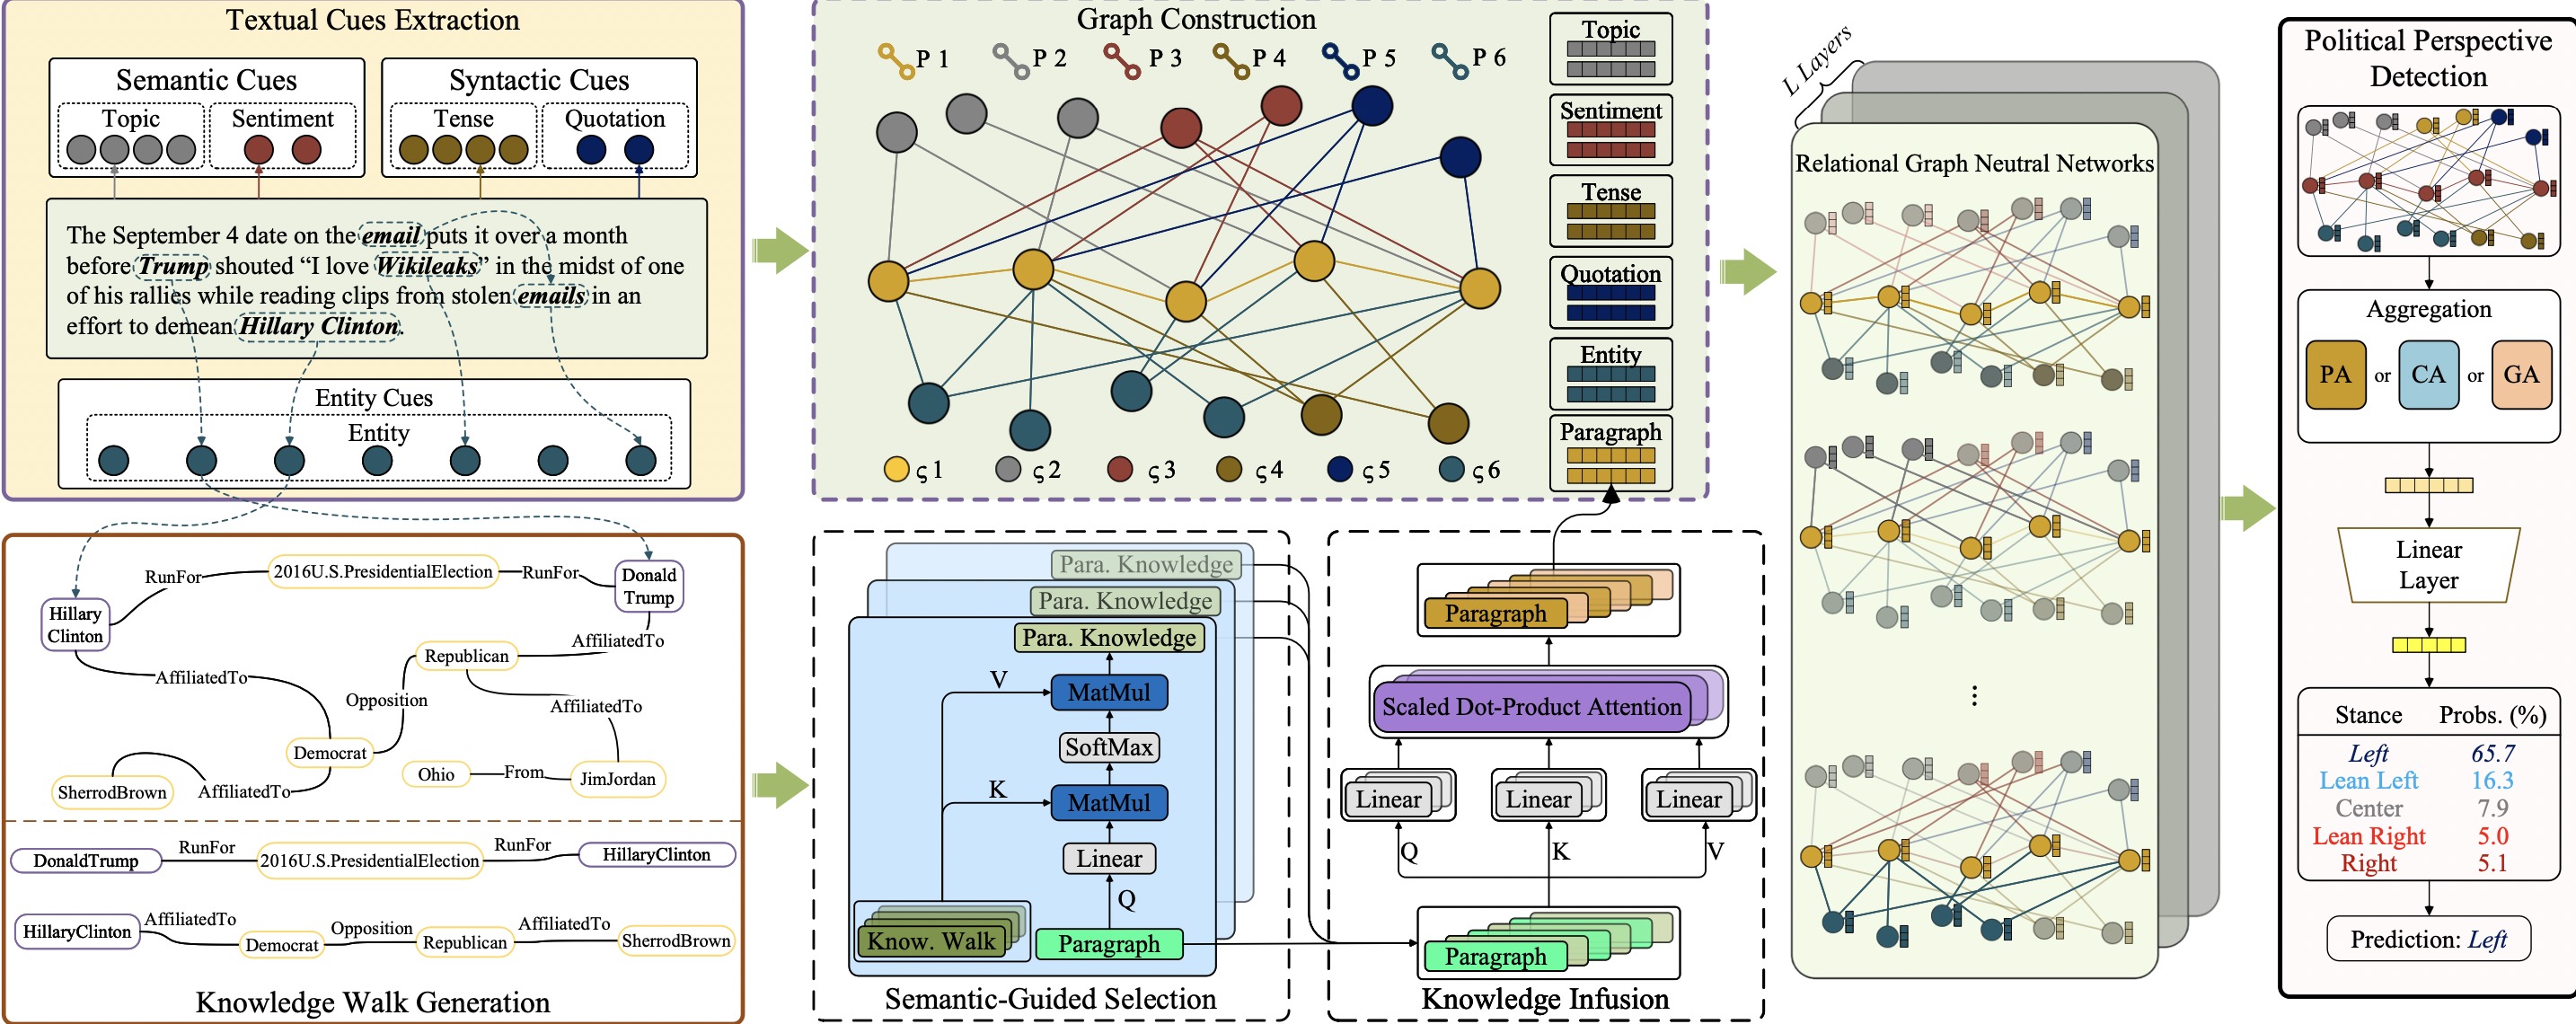 Textual Cues Extraction
Semantic Cues
Topic
Sentiment
Syntactic Cues
Tense
Quotation
The September 4 date on the email puts it over a month
before Trump shouted “I love Wikileaks” in the midst of one
of his rallies while reading clips from stolen emails in an
effort to demean Hillary Clinton.
Entity Cues
Entity
Hillary
Clinton
RunFor
2016U.S.PresidentialElection
RunFor
Donald
Trump
AffiliatedTo
Republican
AffiliatedTo
Opposition
AffiliatedTo
Democrat
SherrodBrown
AffiliatedTo
Ohio
From
JimJordan
DonaldTrump
RunFor
2016U.S.PresidentialElection
RunFor
HillaryClinton
HillaryClinton
AffiliatedTo
Democrat
Opposition
Republican
AffiliatedTo
SherrodBrown
Knowledge Walk Generation
Graph Construction
P 1
P 2
P 3
P 4
P 5
P 6
ς 1
ς 2
ς 3
ς 4
ς 5
ς 6
Topic
Sentiment
Tense
Quotation
Entity
Paragraph
Para. Knowledge
Para. Knowledge
Para. Knowledge
V
MatMul
SoftMax
K
MatMul
Linear
Q
Know. Walk
Paragraph
Semantic-Guided Selection
Paragraph
Scaled Dot-Product Attention
Linear
Linear
Linear
Q
K
V
Paragraph
Knowledge Infusion
L Layers
Relational Graph Neutral Networks
⋮
Political Perspective
Detection
Aggregation
PA or CA or GA
Linear
Layer
Stance Probs. (%)
Left 65.7
Lean Left 16.3
Center 7.9
Lean Right 5.0
Right 5.1
Prediction: Left